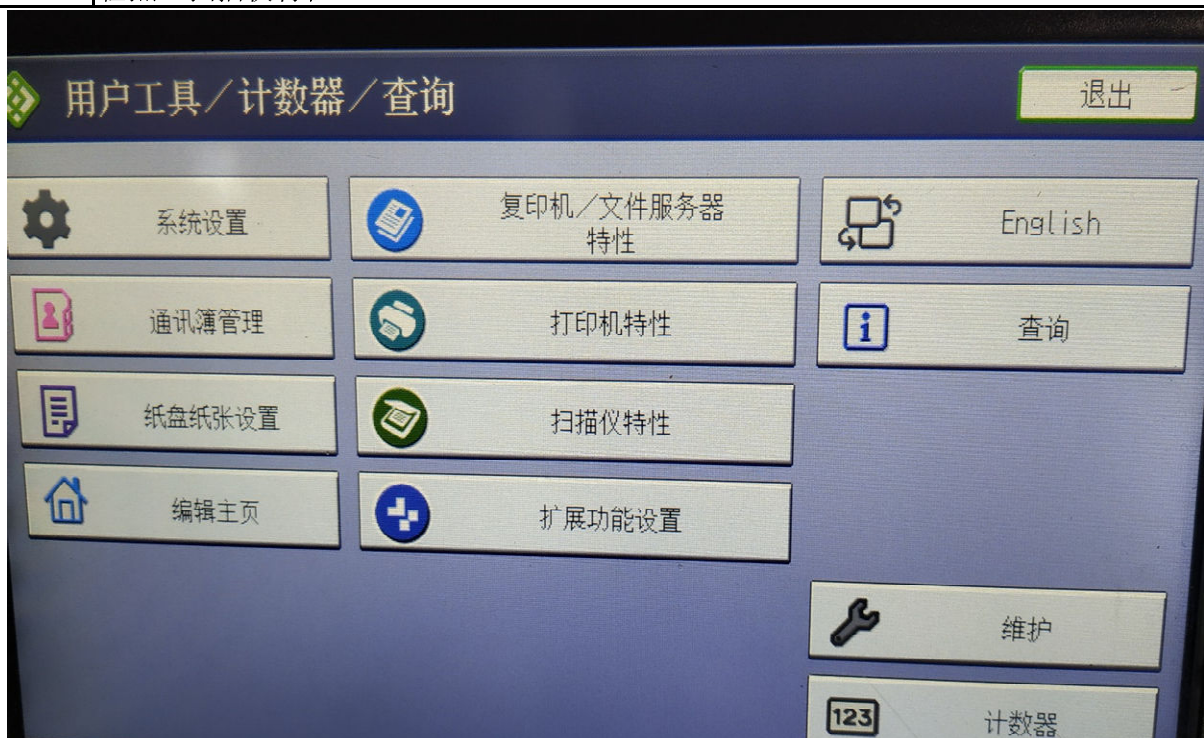 用户工具／计数器／查询
退出
系统设置
复印机／文件服务器
特性
English
通讯簿管理
打印机特性
查询
纸盘纸张设置
扫描仪特性
编辑主页
扩展功能设置
维护
123
计数器